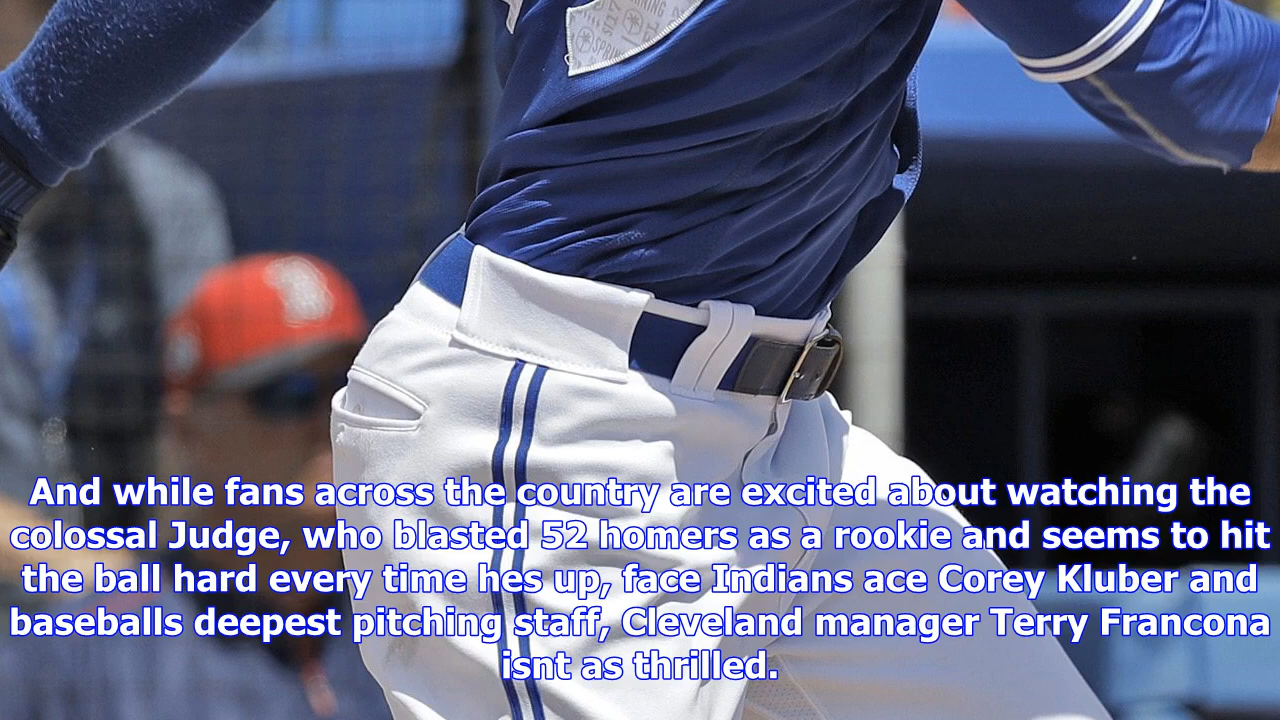 RINING
SPRIN
And while fans across the country are excited about watching the
colossal Judge, who blasted 52 homers as a rookie and seems to hit
the ball hard every time hes up, face Indians ace Corey Kluber and
baseballs deepest pitching staff, Cleveland manager Terry Francona
isnt as thrilled.